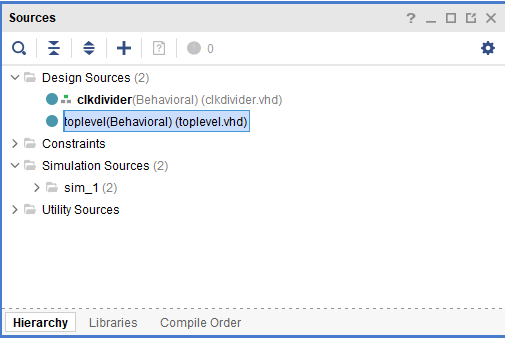 Sources
? _
0
Design Sources (2)
clkdivider(Behavioral) (clkdivider.vhd)
toplevel(Behavioral) (toplevel.vhd)
Constraints
Simulation Sources (2)
sim_1 (2)
Utility Sources
Hierarchy Libraries Compile Order